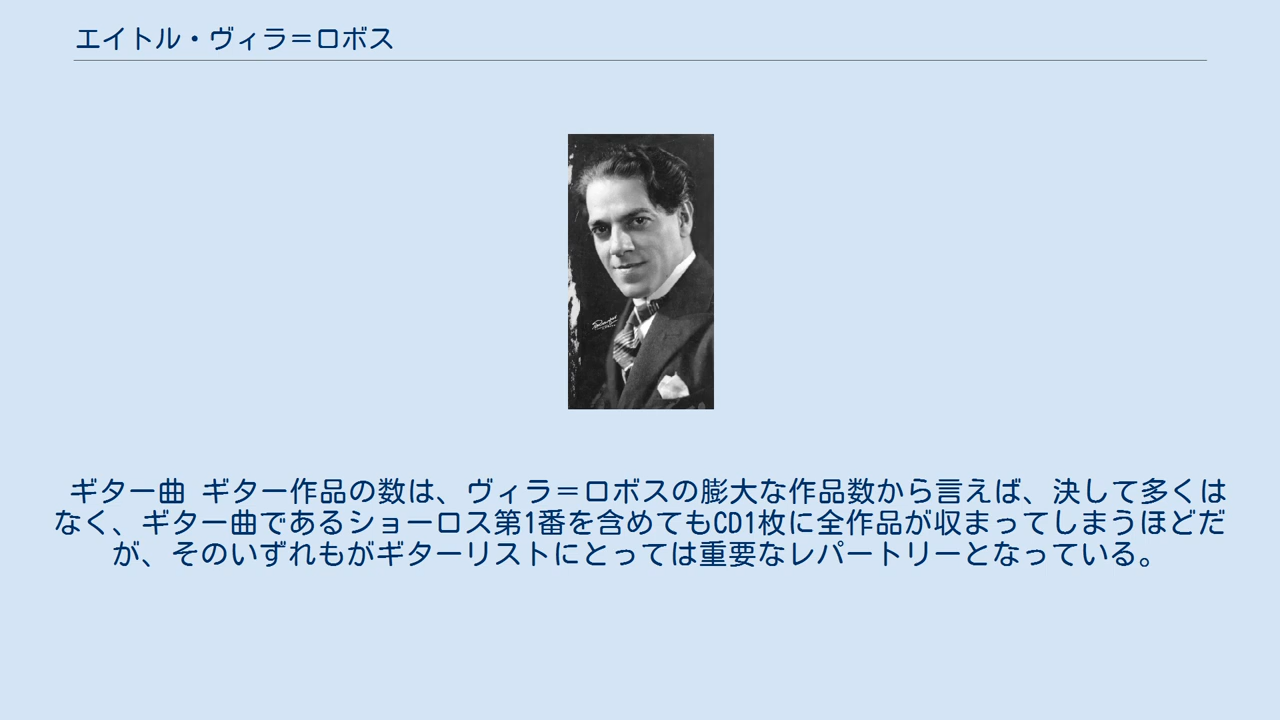 エイトル・ヴィラ＝ロボス
ギター曲 ギター作品の数は、ヴィラ＝ロボスの膨大な作品数から言えば、決して多くは
なく、ギター曲であるショーロス第1番を含めてもCD1枚に全作品が収まってしまうほどだ
が、そのいずれもがギターリストにとっては重要なレパートリーとなっている。